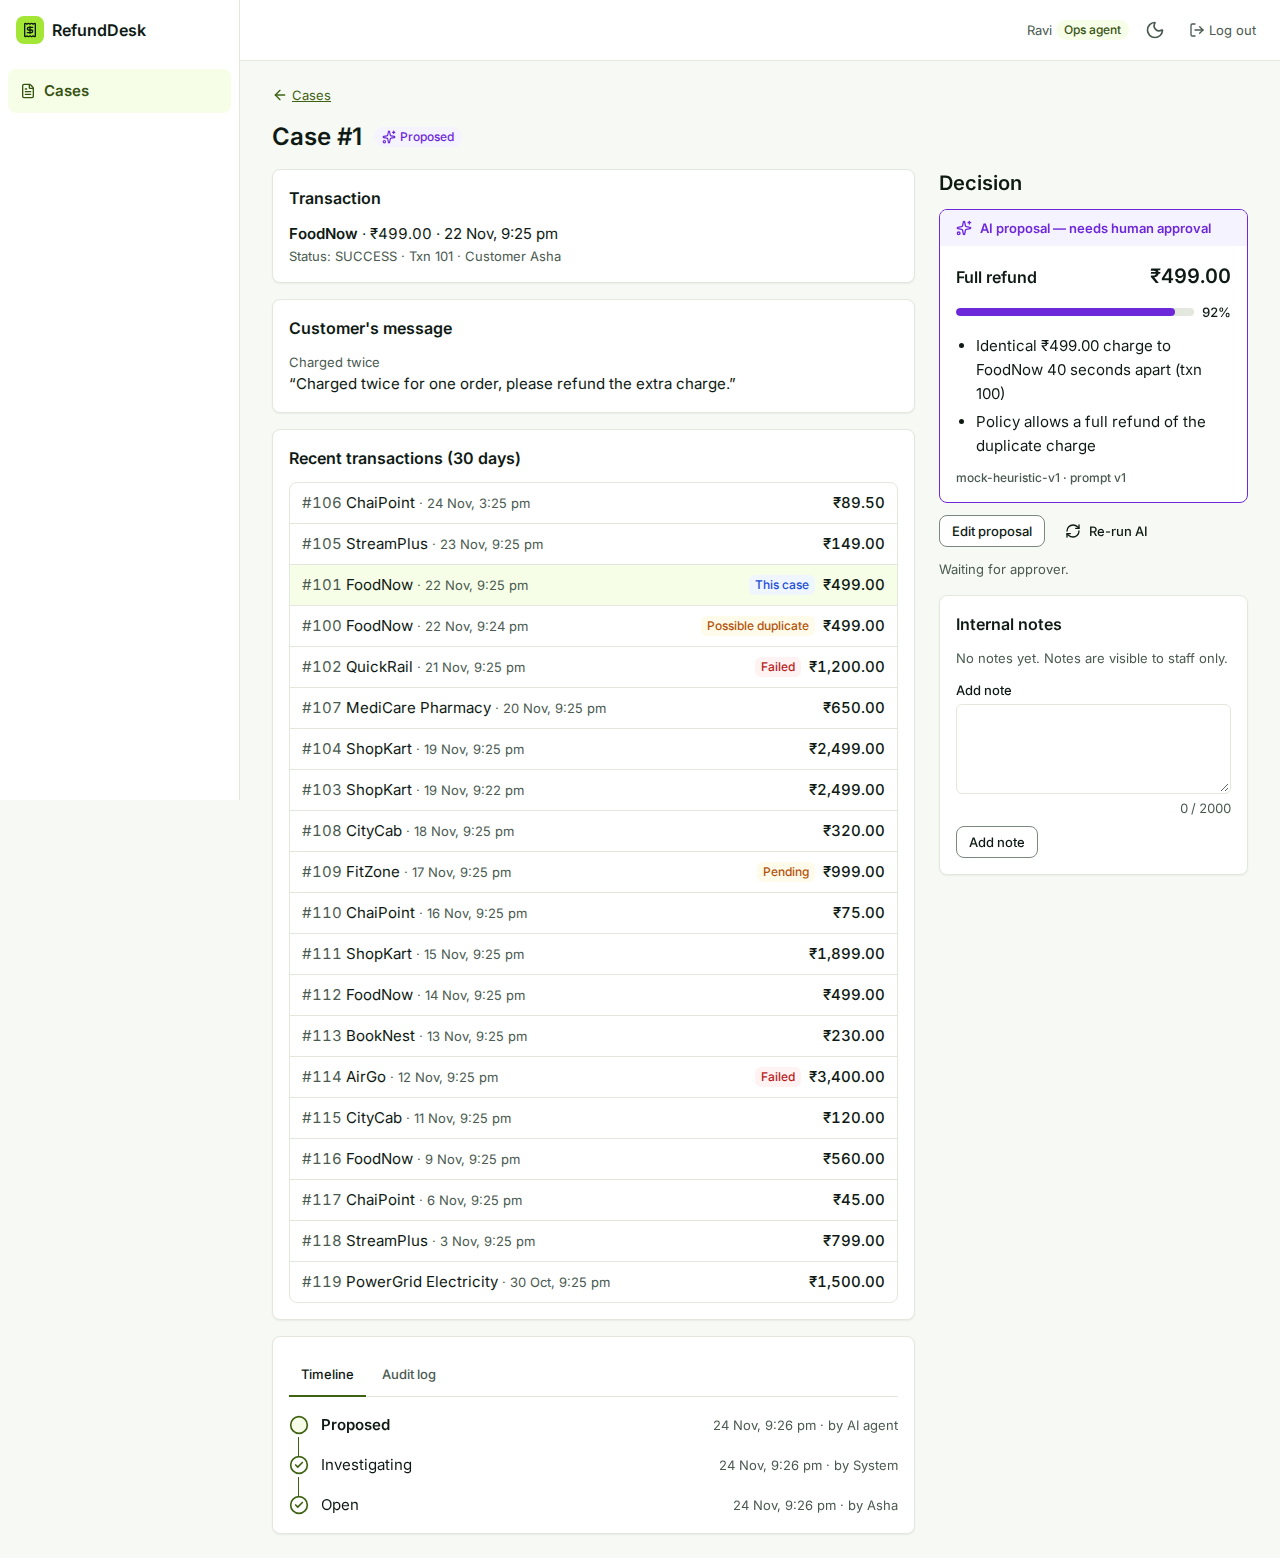 RefundDesk
Ravi Ops agent Log out
Cases
Cases
Case #1 Proposed
Transaction
FoodNow · ₹499.00 · 22 Nov, 9:25 pm
Status: SUCCESS · Txn 101 · Customer Asha
Customer's message
Charged twice
“Charged twice for one order, please refund the extra charge.”
Recent transactions (30 days)
#106 ChaiPoint · 24 Nov, 3:25 pm ₹89.50
#105 StreamPlus · 23 Nov, 9:25 pm ₹149.00
#101 FoodNow · 22 Nov, 9:25 pm This case ₹499.00
#100 FoodNow · 22 Nov, 9:24 pm Possible duplicate ₹499.00
#102 QuickRail · 21 Nov, 9:25 pm Failed ₹1,200.00
#107 MediCare Pharmacy · 20 Nov, 9:25 pm ₹650.00
#104 ShopKart · 19 Nov, 9:25 pm ₹2,499.00
#103 ShopKart · 19 Nov, 9:22 pm ₹2,499.00
#108 CityCab · 18 Nov, 9:25 pm ₹320.00
#109 FitZone · 17 Nov, 9:25 pm Pending ₹999.00
#110 ChaiPoint · 16 Nov, 9:25 pm ₹75.00
#111 ShopKart · 15 Nov, 9:25 pm ₹1,899.00
#112 FoodNow · 14 Nov, 9:25 pm ₹499.00
#113 BookNest · 13 Nov, 9:25 pm ₹230.00
#114 AirGo · 12 Nov, 9:25 pm Failed ₹3,400.00
#115 CityCab · 11 Nov, 9:25 pm ₹120.00
#116 FoodNow · 9 Nov, 9:25 pm ₹560.00
#117 ChaiPoint · 6 Nov, 9:25 pm ₹45.00
#118 StreamPlus · 3 Nov, 9:25 pm ₹799.00
#119 PowerGrid Electricity · 30 Oct, 9:25 pm ₹1,500.00
Timeline Audit log
Proposed 24 Nov, 9:26 pm · by AI agent
Investigating 24 Nov, 9:26 pm · by System
Open 24 Nov, 9:26 pm · by Asha
Decision
AI proposal — needs human approval
Full refund ₹499.00
92%
• Identical ₹499.00 charge to
FoodNow 40 seconds apart (txn
100)
• Policy allows a full refund of the
duplicate charge
mock-heuristic-v1 · prompt v1
Edit proposal Re-run AI
Waiting for approver.
Internal notes
No notes yet. Notes are visible to staff only.
Add note
0 / 2000
Add note